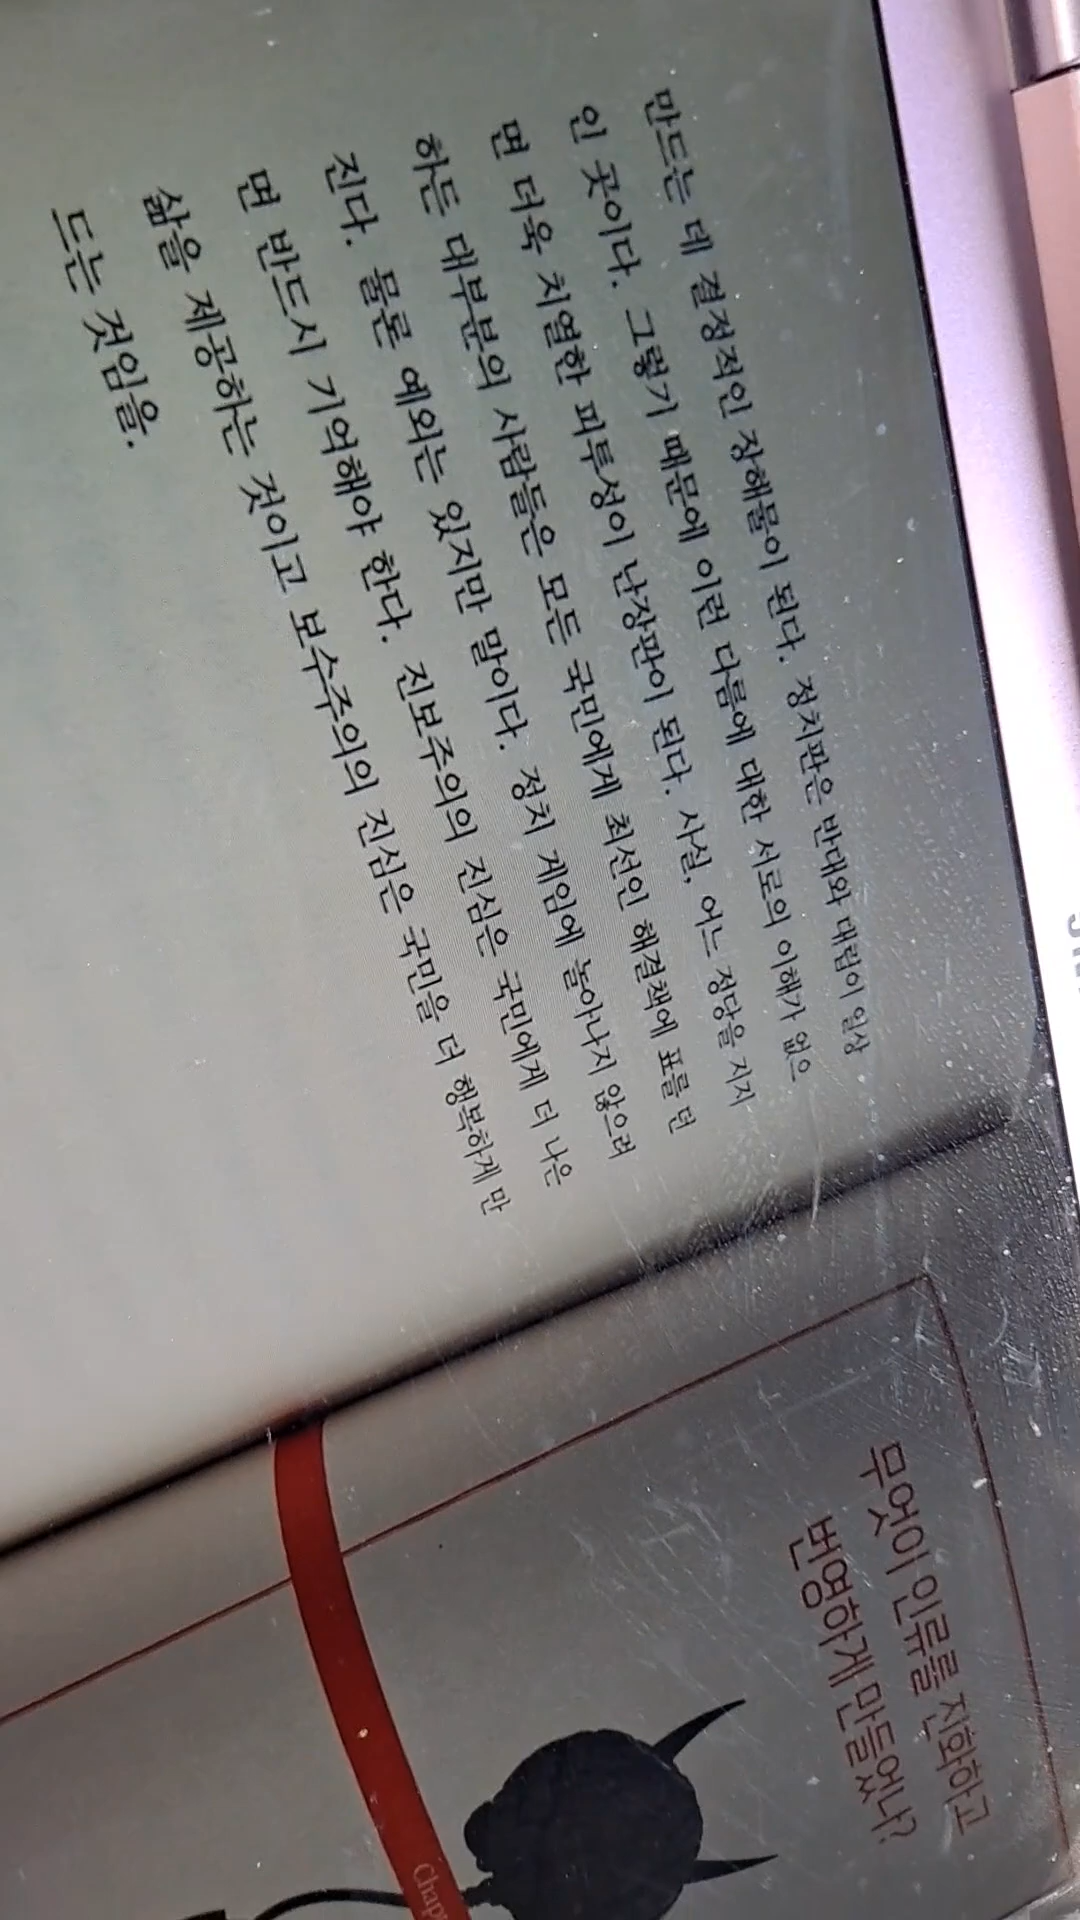 만드는 데 결정적인 장해물이 된다. 정치판은 반대와 대립이 일상
인 곳이다. 그렇기 때문에 이런 다름에 대한 서로의 이해가 없으
면 더욱 치열한 피투성이 난장판이 된다. 사실, 어느 정당을 지지
하든 대부분의 사람들은 모든 국민에게 최선인 해결책에 표를 던
진다. 물론 예외는 있지만 말이다. 정치 게임에 놀아나지 않으려
면 반드시 기억해야 한다. 진보주의의 진심은 국민에게 더 나은
삶을 제공하는 것이고 보수주의의 진심은 국민을 더 행복하게 만
드는 것임을.
무엇이 인류를 진화하고
번영하게 만들었나?